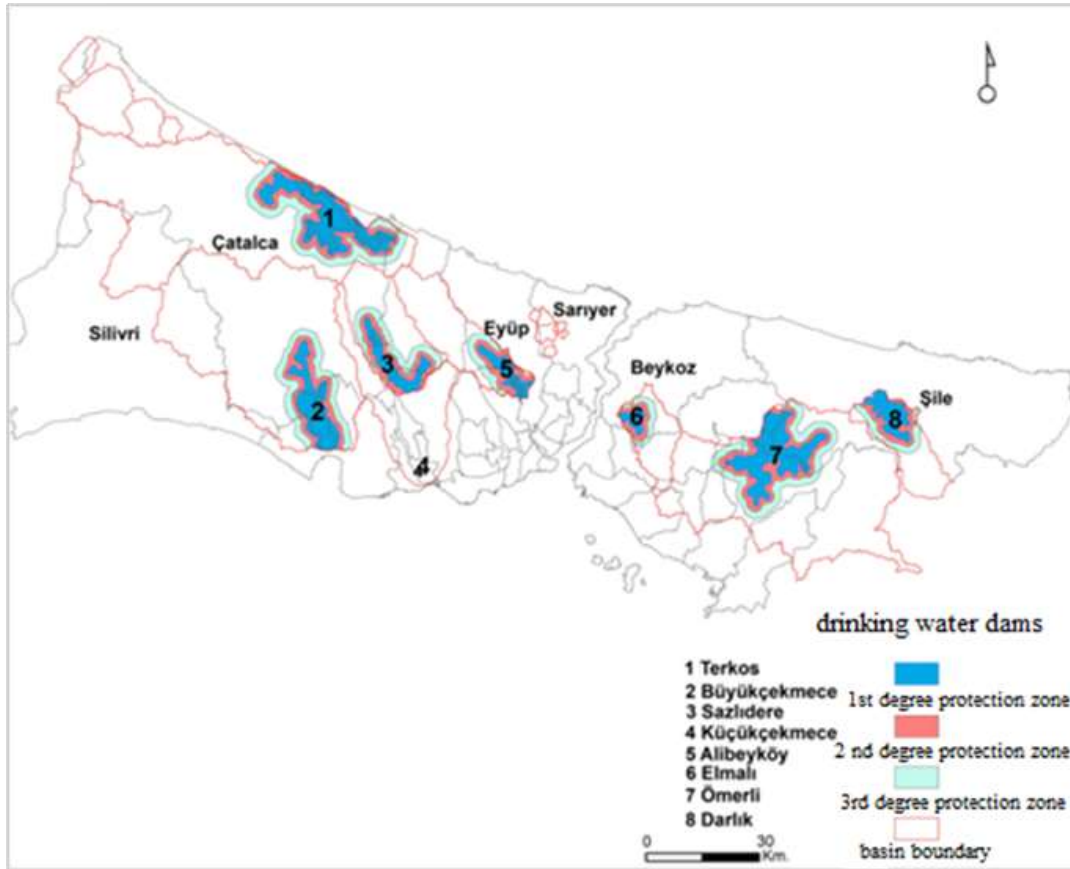 1
Çatalca
Silivri
Sarıyer
Eyüp
3
5
2
4
Beykoz
6
Şile
8
7
drinking water dams
1 Terkos
2 Büyükçekmece
3 Sazlıdere
4 Küçükçekmece
5 Alibeyköy
6 Elmalı
7 Ömerli
8 Darlık
1st degree protection zone
2 nd degree protection zone
3rd degree protection zone
basin boundary
0 30
Km.